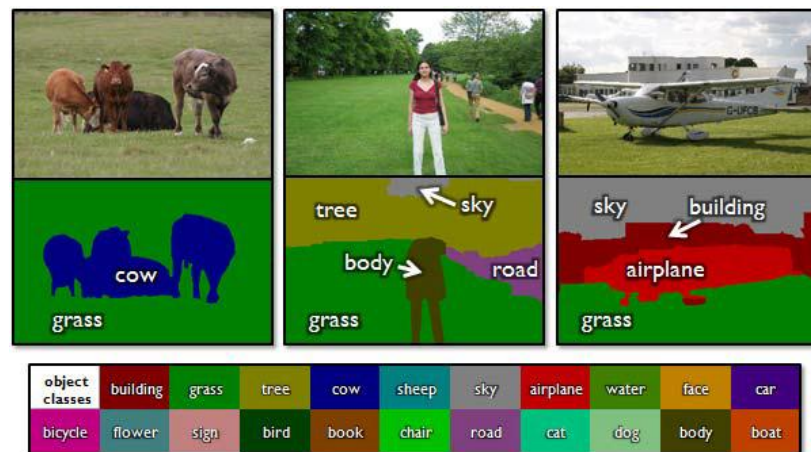 G-UFCB
tree
sky
sky
building
body
cow
road
airplane
grass
grass
grass
object
classes
building
grass
tree
cow
sheep
sky
airplane
water
face
car
bicycle
flower
sign
bird
book
chair
road
cat
dog
body
boat